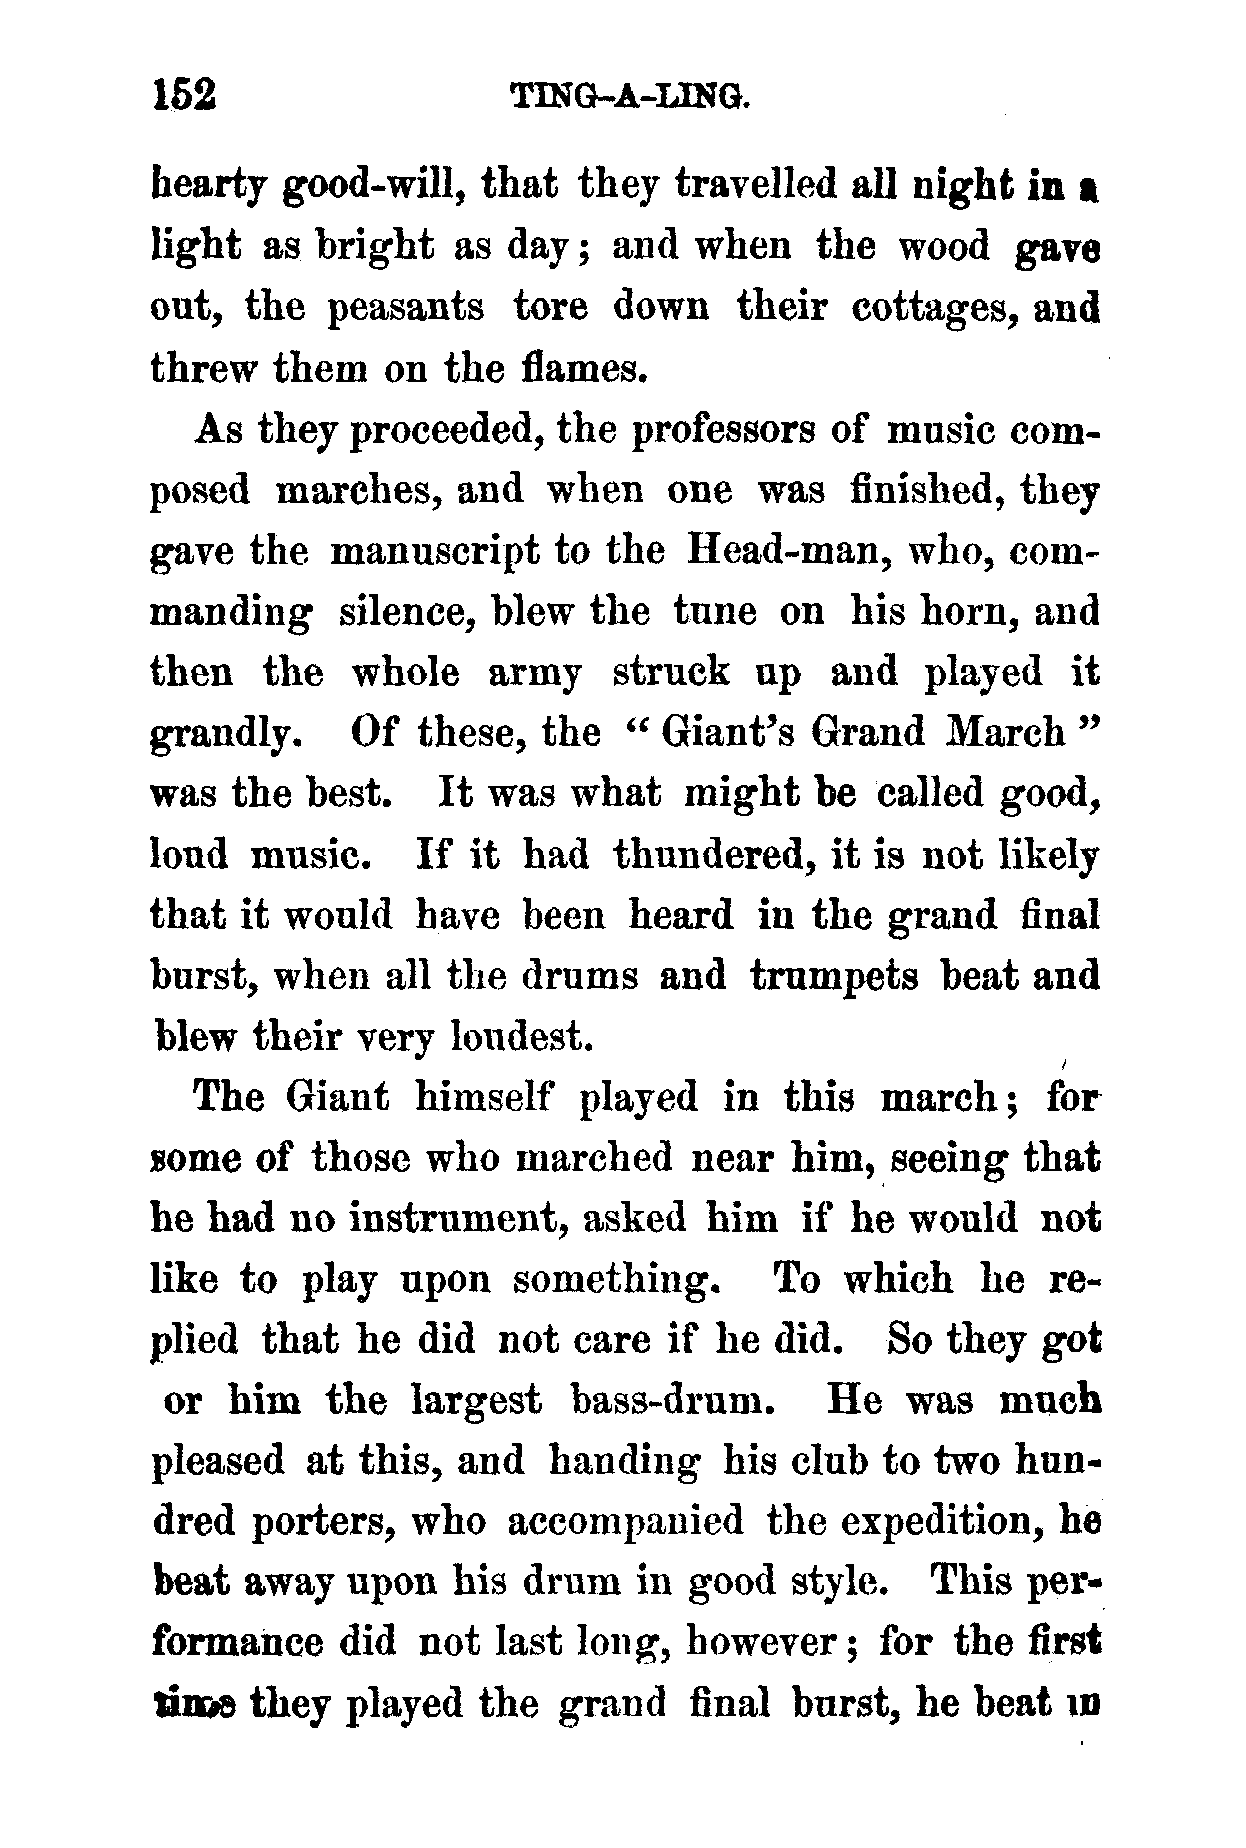 152 TING-A-LING.
hearty good-will, that they travelled all night in a
light as bright as day; and when the wood gave
out, the peasants tore down their cottages, and
threw them on the flames.
As they proceeded, the professors of music com-
posed marches, and when one was finished, they
gave the manuscript to the Head-man, who, com-
manding silence, blew the tune on his horn, and
then the whole army struck up and played it
grandly. Of these, the “Giant’s Grand March”
was the best. It was what might be called good,
loud music. If it had thundered, it is not likely
that it would have been heard in the grand final
burst, when all the drums and trumpets beat and
blew their very loudest.
The Giant himself played in this march; for
some of those who marched near him, seeing that
he had no instrument, asked him if he would not
like to play upon something. To which he re-
plied that he did not care if he did. So they got
or him the largest bass-drum. He was much
pleased at this, and handing his club to two hun-
dred porters, who accompanied the expedition, he
beat away upon his drum in good style. This per-
formance did not last long, however; for the first
time they played the grand final burst, he beat in